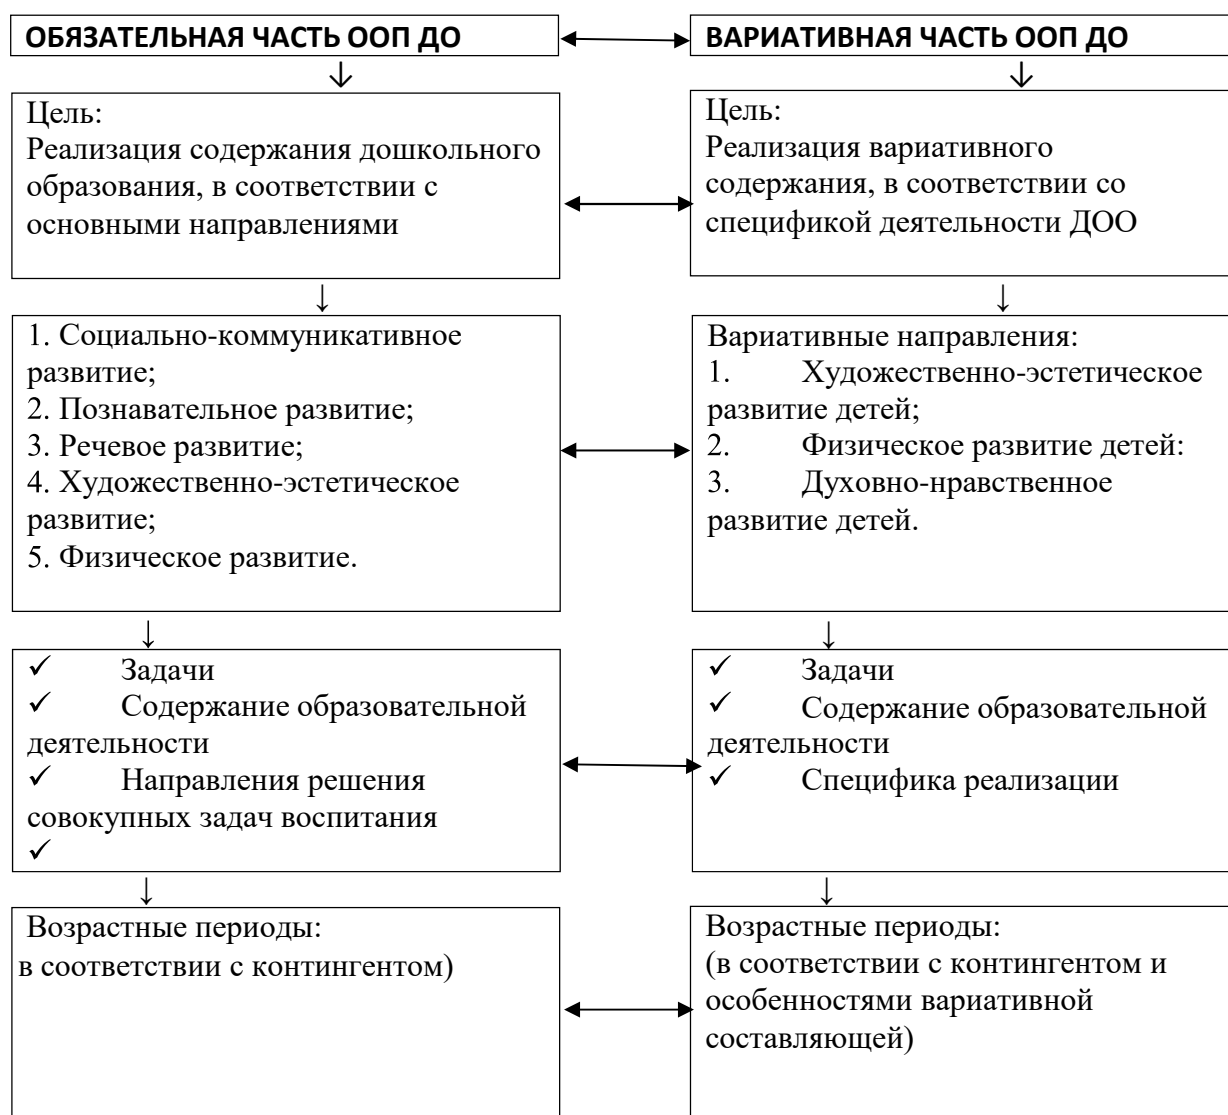 ОБЯЗАТЕЛЬНАЯ ЧАСТЬ ООП ДО
Цель:
Реализация содержания дошкольного
образования, в соответствии с
основными направлениями
1. Социально-коммуникативное
развитие;
2. Познавательное развитие;
3. Речевое развитие;
4. Художественно-эстетическое
развитие;
5. Физическое развитие.
✓ Задачи
✓ Содержание образовательной
деятельности
✓ Направления решения
совокупных задач воспитания
✓
Возрастные периоды:
в соответствии с контингентом)
ВАРИАТИВНАЯ ЧАСТЬ ООП ДО
Цель:
Реализация вариативного
содержания, в соответствии со
спецификой деятельности ДОО
Вариативные направления:
1. Художественно-эстетическое
развитие детей;
2. Физическое развитие детей:
3. Духовно-нравственное
развитие детей.
✓ Задачи
✓ Содержание образовательной
деятельности
✓ Специфика реализации
Возрастные периоды:
(в соответствии с контингентом и
особенностями вариативной
составляющей)